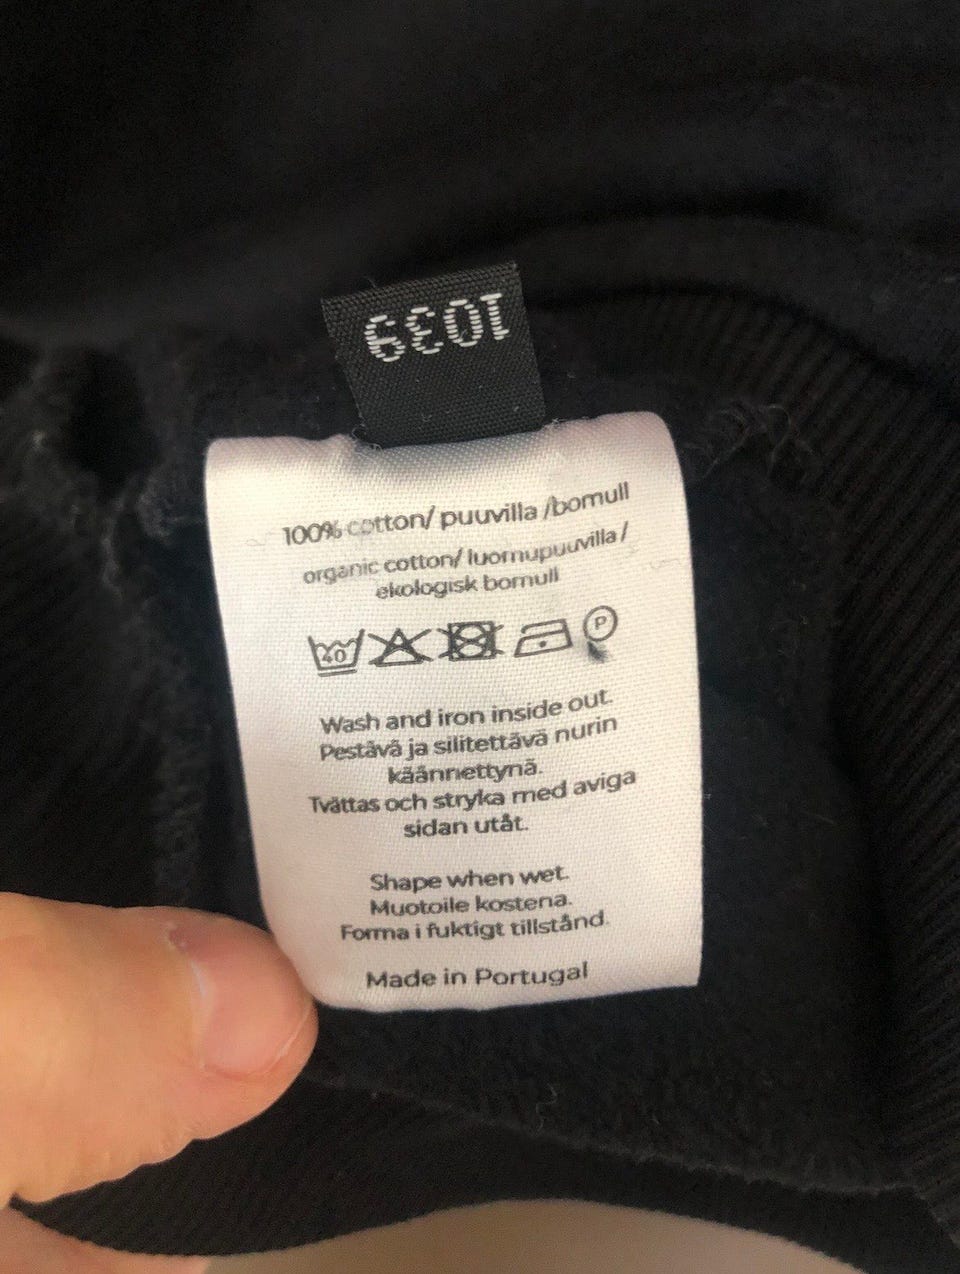 1039
100% cotton/ puuvilla /bomull
organic cotton/ luomupuuvilla /
ekologisk bomull
40 P
Wash and iron inside out.
Pestävä ja silitettävä nurin
käännettynä.
Tvättas och stryka med aviga
sidan utåt.
Shape when wet.
Muotoile kostena.
Forma i fuktigt tillstånd.
Made in Portugal